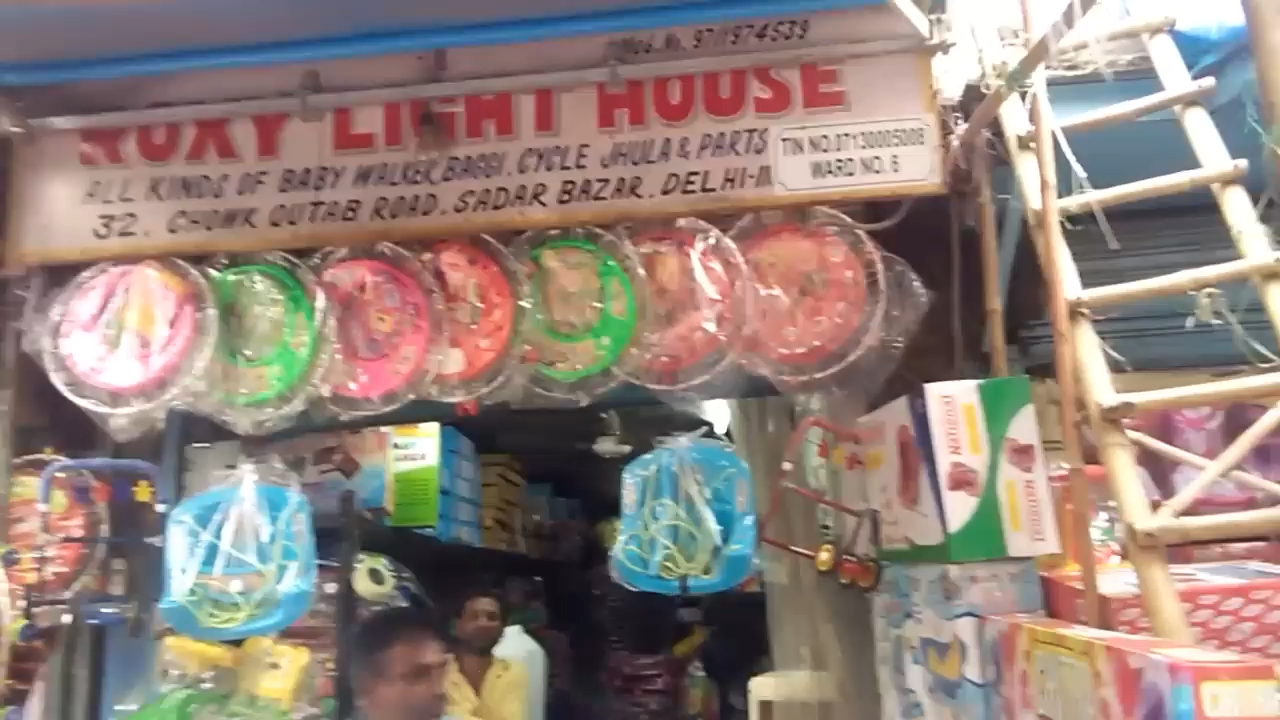 Mob. No. 9711974539
ROXY LIGHT HOUSE
ALL KINDS OF BABY WALKER, BAGGI, CYCLE JHULA & PARTS
TIN NO.07130005008
WARD NO. 6
32, CHOWK QUTAB ROAD, SADAR BAZAR, DELHI-